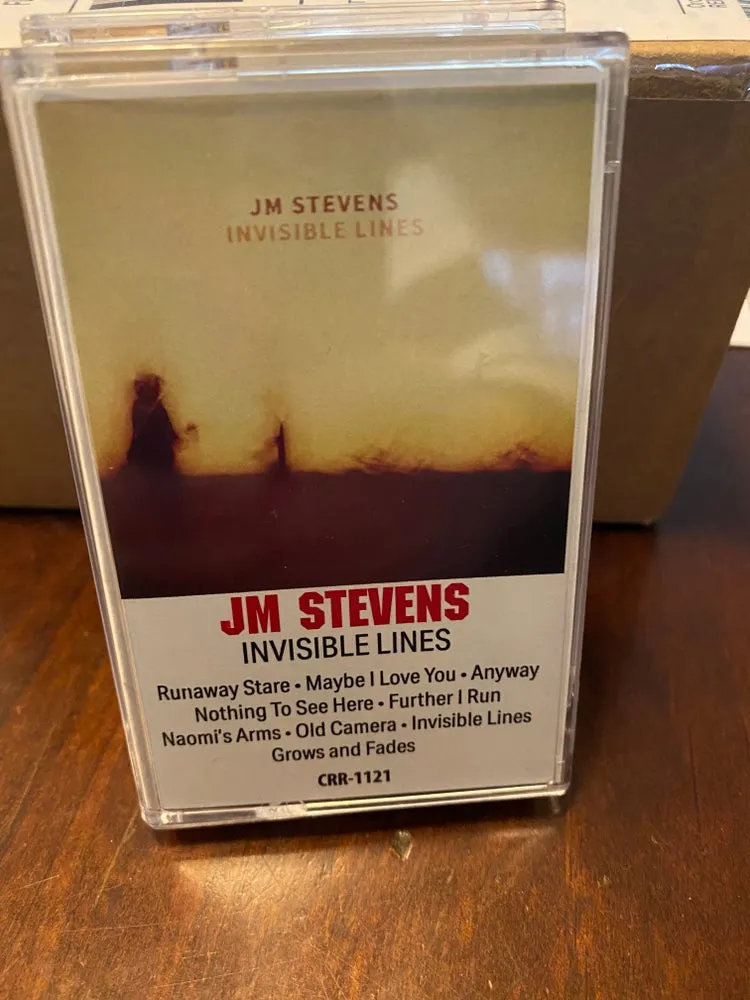 JM STEVENS
INVISIBLE LINES
JM STEVENS
INVISIBLE LINES
Runaway Stare • Maybe I Love You • Anyway
Nothing To See Here • Further I Run
Naomi's Arms • Old Camera • Invisible Lines
Grows and Fades
CRR-1121